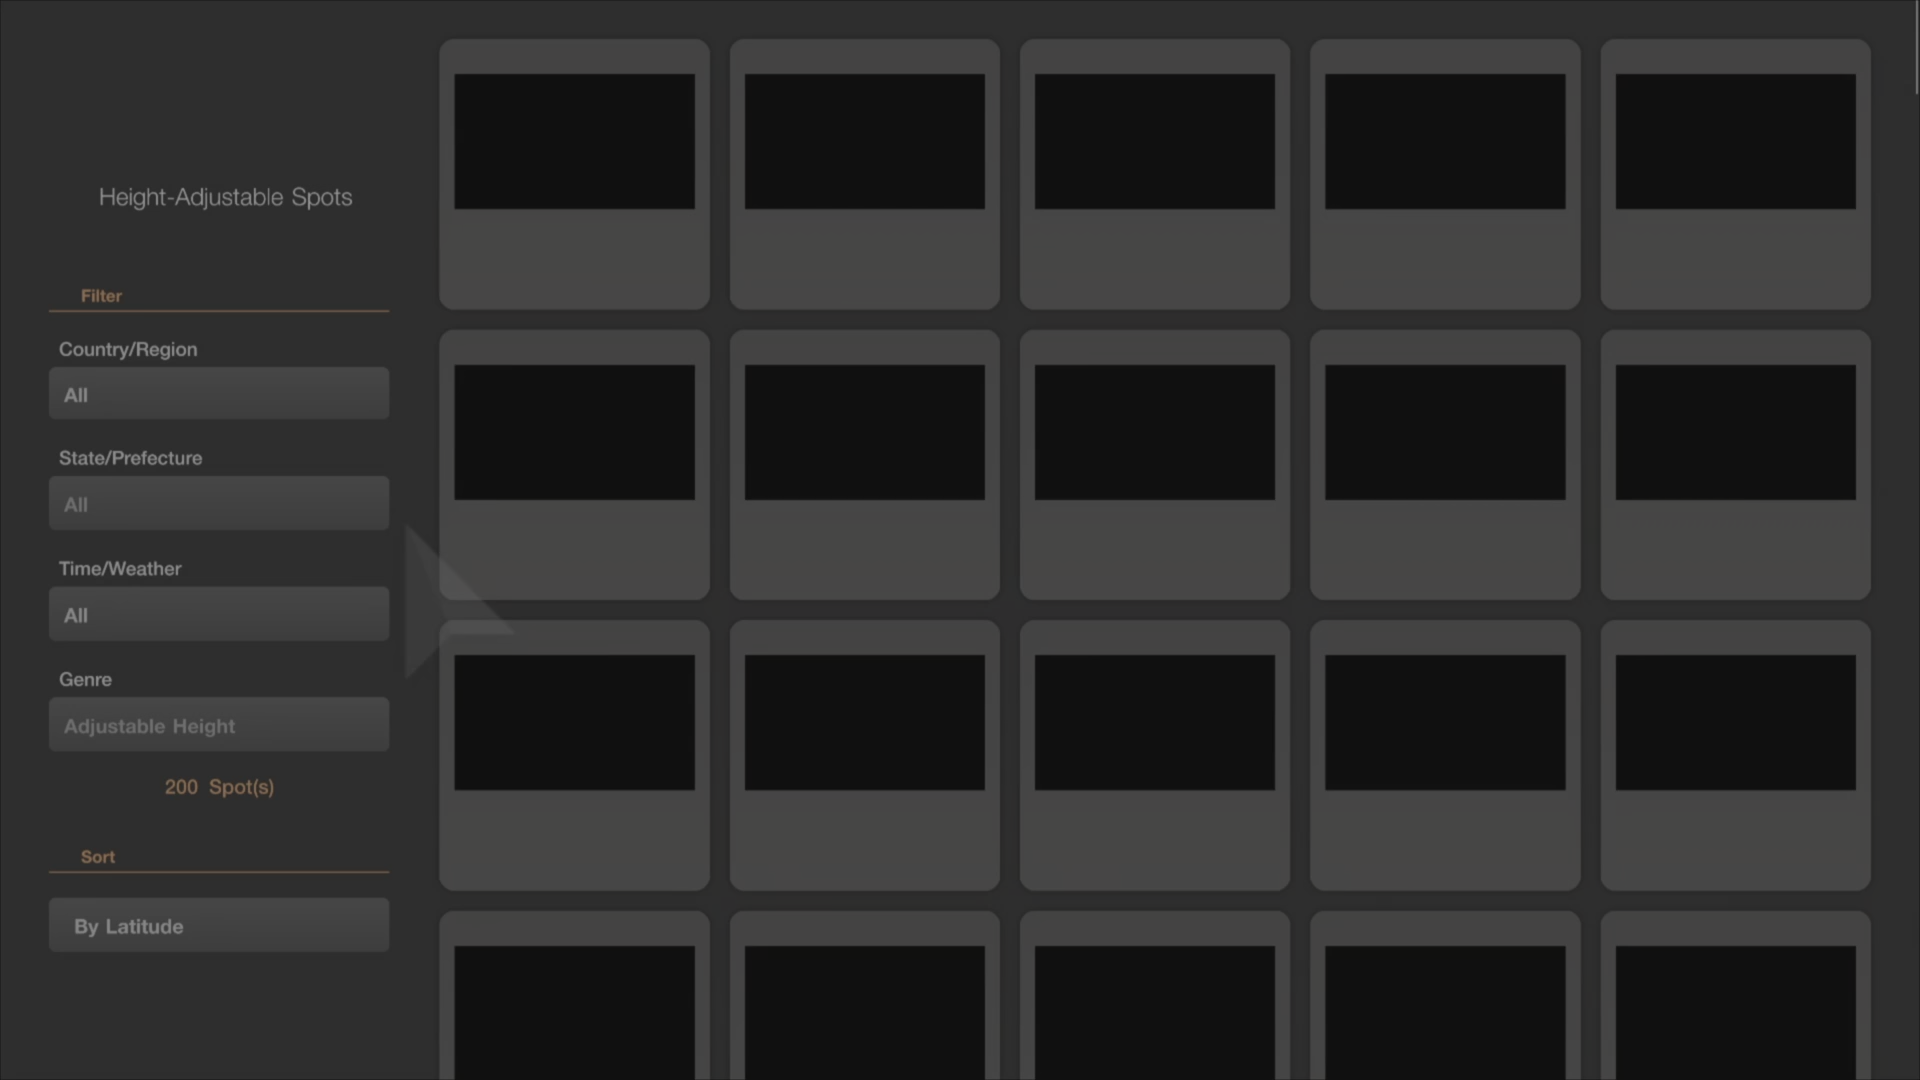 Height-Adjustable Spots
Filter
Country/Region
All
State/Prefecture
All
Time/Weather
All
Genre
Adjustable Height
200 Spot(s)
Sort
By Latitude